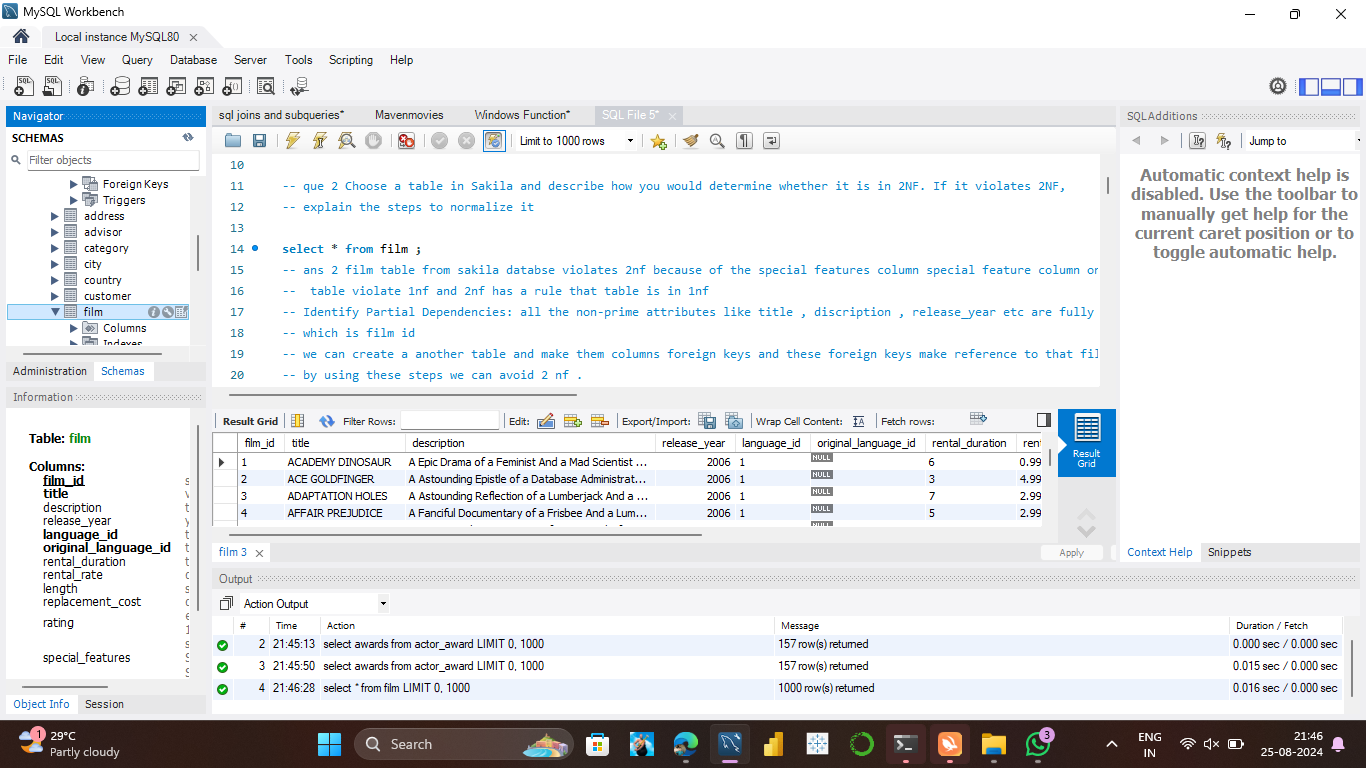 MySQL Workbench
Local instance MySQL80
File Edit View Query Database Server Tools Scripting Help
Navigator
SCHEMAS
Filter objects
Foreign Keys
Triggers
address
advisor
category
city
country
customer
film
Columns
Indexes
Administration Schemas
Information
Table: film
Columns:
film_id
title
description
release_year
language_id
original_language_id
rental_duration
rental_rate
length
replacement_cost
rating
special_features
Object Info Session
sql joins and subqueries* Mavenmovies Windows Function* SQL File 5*
Limit to 1000 rows
10
11 -- que 2 Choose a table in Sakila and describe how you would determine whether it is in 2NF. If it violates 2NF,
12 -- explain the steps to normalize it
13
14 select * from film ;
15 -- ans 2 film table from sakila databse violates 2nf because of the special features column special feature column on
16 -- table violate 1nf and 2nf has a rule that table is in 1nf
17 -- Identify Partial Dependencies: all the non-prime attributes like title , discription , release_year etc are fully
18 -- which is film id
19 -- we can create a another table and make them columns foreign keys and these foreign keys make reference to that fil
20 -- by using these steps we can avoid 2 nf .
Result Grid Filter Rows: Edit: Export/Import: Wrap Cell Content: Fetch rows:
film_id title description release_year language_id original_language_id rental_duration ren
1 ACADEMY DINOSAUR A Epic Drama of a Feminist And a Mad Scientist ... 2006 1 NULL 6 0.99
2 ACE GOLDFINGER A Astounding Epistle of a Database Administrat... 2006 1 NULL 3 4.99
3 ADAPTATION HOLES A Astounding Reflection of a Lumberjack And a ... 2006 1 NULL 7 2.99
4 AFFAIR PREJUDICE A Fanciful Documentary of a Frisbee And a Lum... 2006 1 NULL 5 2.99
NULL
Result Grid
film 3
Apply
Output
Action Output
# Time Action Message Duration / Fetch
2 21:45:13 select awards from actor_award LIMIT 0, 1000 157 row(s) returned 0.000 sec / 0.000 sec
3 21:45:50 select awards from actor_award LIMIT 0, 1000 157 row(s) returned 0.015 sec / 0.000 sec
4 21:46:28 select * from film LIMIT 0, 1000 1000 row(s) returned 0.016 sec / 0.000 sec
SQLAdditions
Jump to
Automatic context help is
disabled. Use the toolbar to
manually get help for the
current caret position or to
toggle automatic help.
Context Help Snippets
1
29°C
Partly cloudy
Search
3
ENG
IN
21:46
25-08-2024